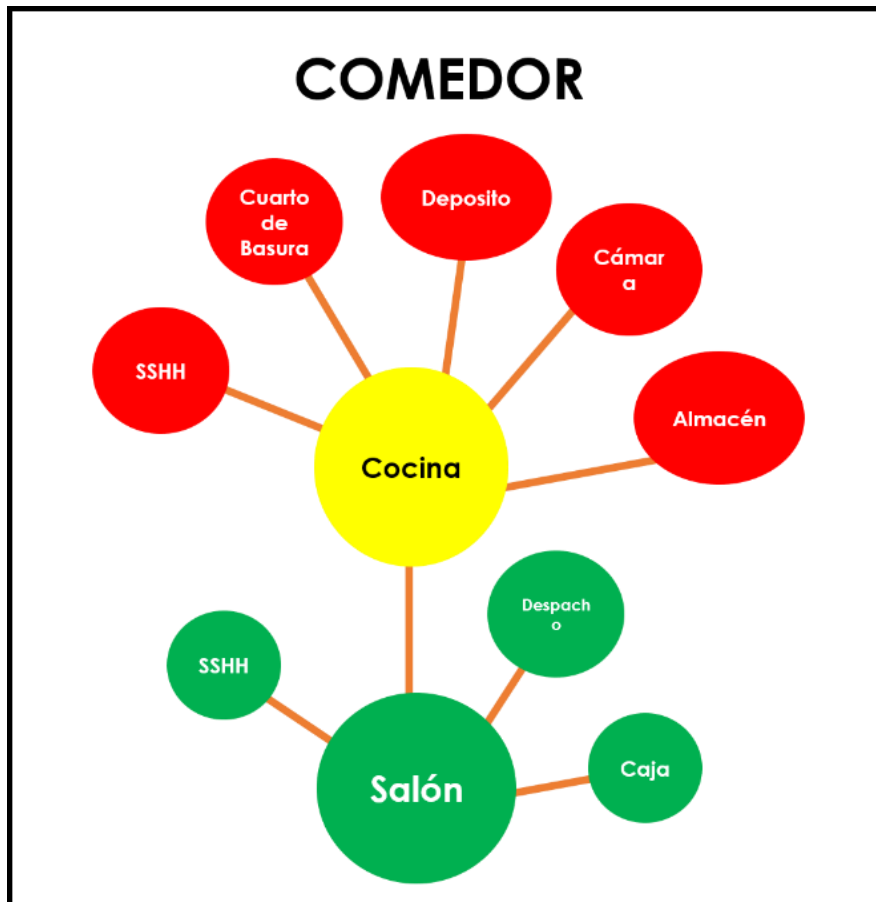 COMEDOR
Cuarto
de
Basura
Deposito
Cámar
a
SSHH
Almacén
Cocina
Despach
o
SSHH
Caja
Salón